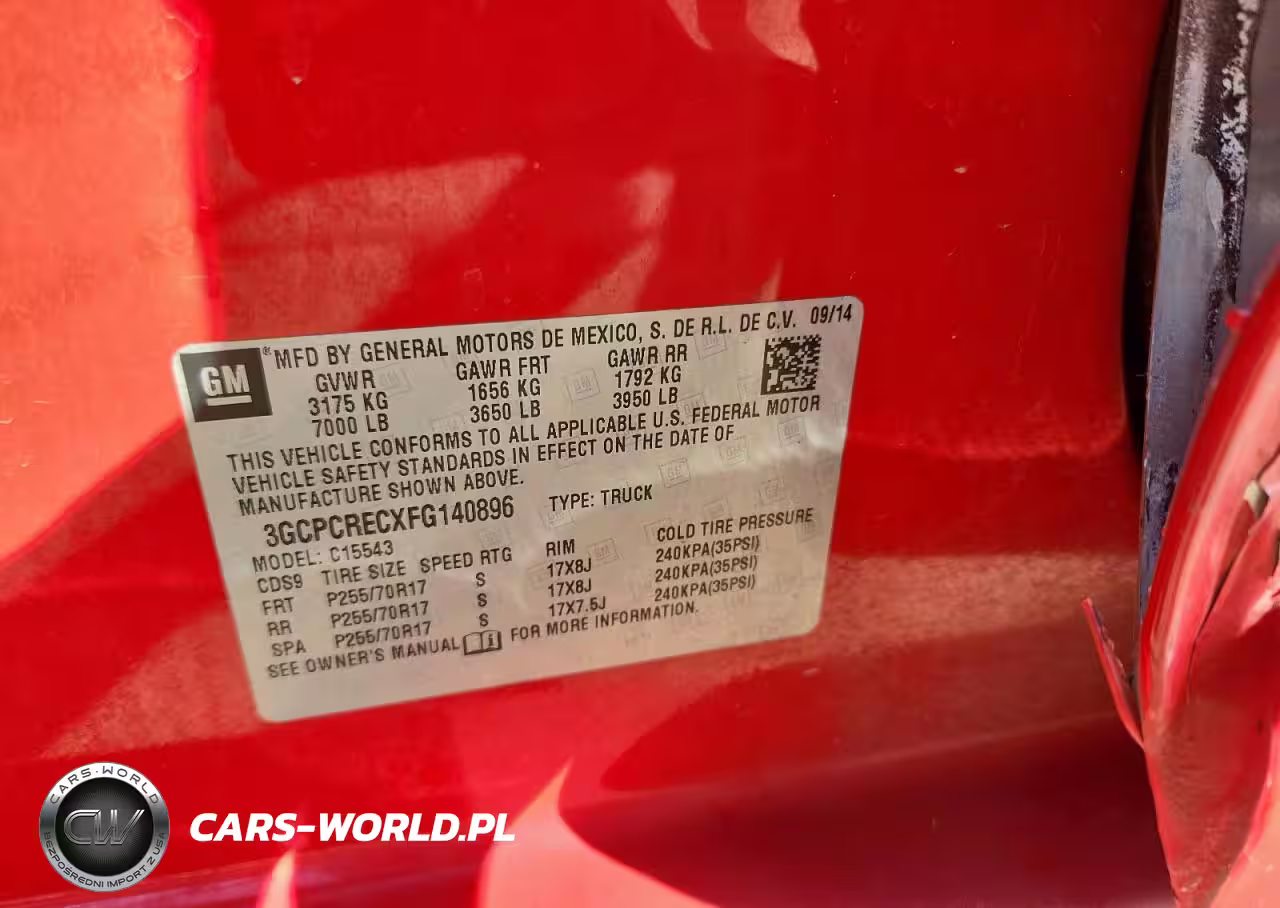 GM
® MFD BY GENERAL MOTORS DE MEXICO, S. DE R.L. DE C.V. 09/14
GVWR GAWR FRT GAWR RR
3175 KG 1656 KG 1792 KG
7000 LB 3650 LB 3950 LB
THIS VEHICLE CONFORMS TO ALL APPLICABLE U.S. FEDERAL MOTOR
VEHICLE SAFETY STANDARDS IN EFFECT ON THE DATE OF
MANUFACTURE SHOWN ABOVE.
3GCPCRECXFG140896 TYPE: TRUCK
MODEL: C15543
CDS9 TIRE SIZE SPEED RTG RIM COLD TIRE PRESSURE
FRT P255/70R17 S 17X8J 240KPA(35PSI)
RR P255/70R17 S 17X8J 240KPA(35PSI)
SPA P255/70R17 S 17X7.5J 240KPA(35PSI)
SEE OWNER'S MANUAL FOR MORE INFORMATION.
CARS-WORLD
CW
BEZPOŚREDNI IMPORT Z USA
CARS-WORLD.PL